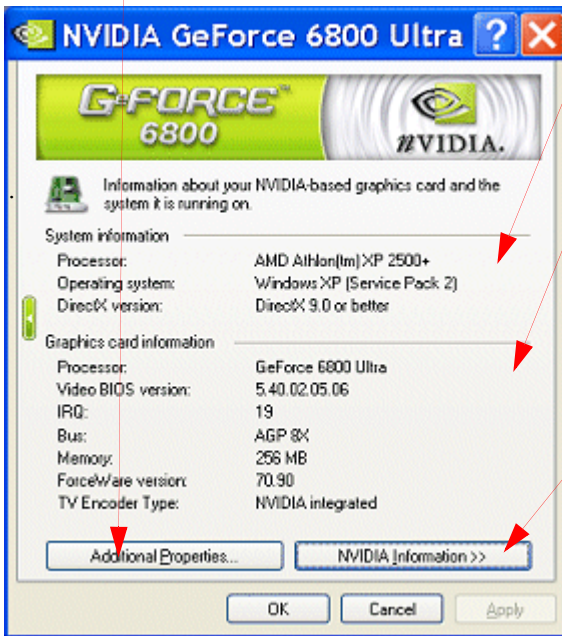 NVIDIA GeForce 6800 Ultra
G-FORCE™
6800
nVIDIA.
Information about your NVIDIA-based graphics card and the
system it is running on.
System information
Processor: AMD Athlon(tm) XP 2500+
Operating system: Windows XP (Service Pack 2)
DirectX version: DirectX 9.0 or better
Graphics card information
Processor: GeForce 6800 Ultra
Video BIOS version: 5.40.02.05.06
IRQ: 19
Bus: AGP 8X
Memory: 256 MB
ForceWare version: 70.90
TV Encoder Type: NVIDIA integrated
Additional Properties... NVIDIA Information >>
OK Cancel Apply